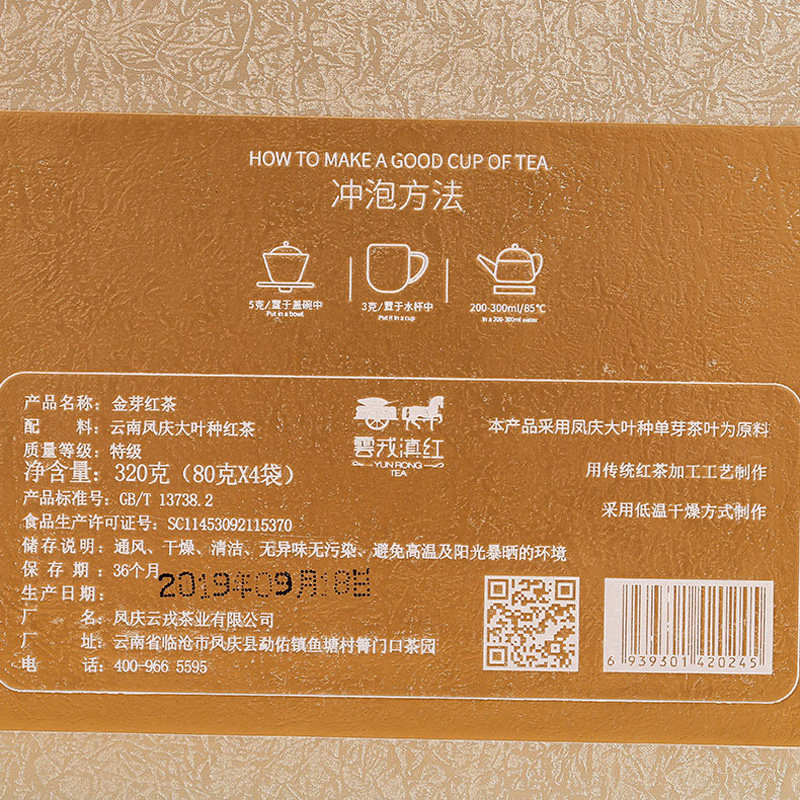 HOW TO MAKE A GOOD CUP OF TEA
冲泡方法
5克/置于盖碗中
Put in a bowl
3克/置于水杯中
Put it in a cup
200-300ml/85℃
In a 200-300ml water
产品名称：金芽红茶
配　　料：云南凤庆大叶种红茶
质量等级：特级
净含量：320克（80克X4袋）
产品标准号：GB/T 13738.2
食品生产许可证号：SC11453092115370
储存说明：通风、干燥、清洁、无异味无污染、避免高温及阳光暴晒的环境
保 存 期：36个月
生产日期：2019年09月18日
厂　　名：凤庆云戎茶业有限公司
厂　　址：云南省临沧市凤庆县勐佑镇鱼塘村箐门口茶园
电　　话：400-966 5595
雲戎滇红
YUN RONG
TEA
本产品采用凤庆大叶种单芽茶叶为原料
用传统红茶加工工艺制作
采用低温干燥方式制作
6 939301 420245